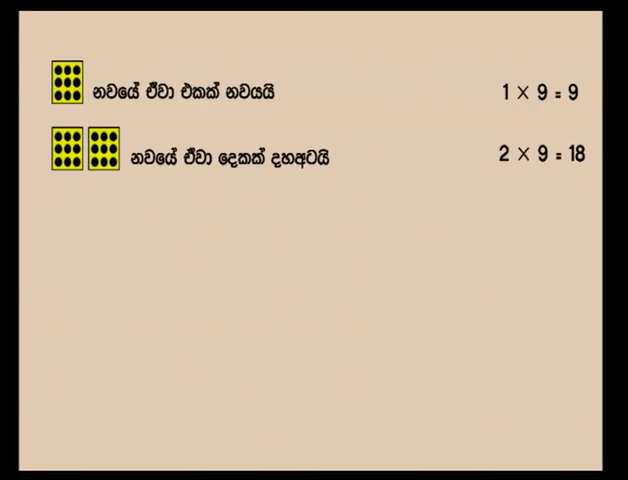 නවයේ ඒවා එකක් නවයයි 1 × 9 = 9
නවයේ ඒවා දෙකක් දහඅටයි 2 × 9 = 18